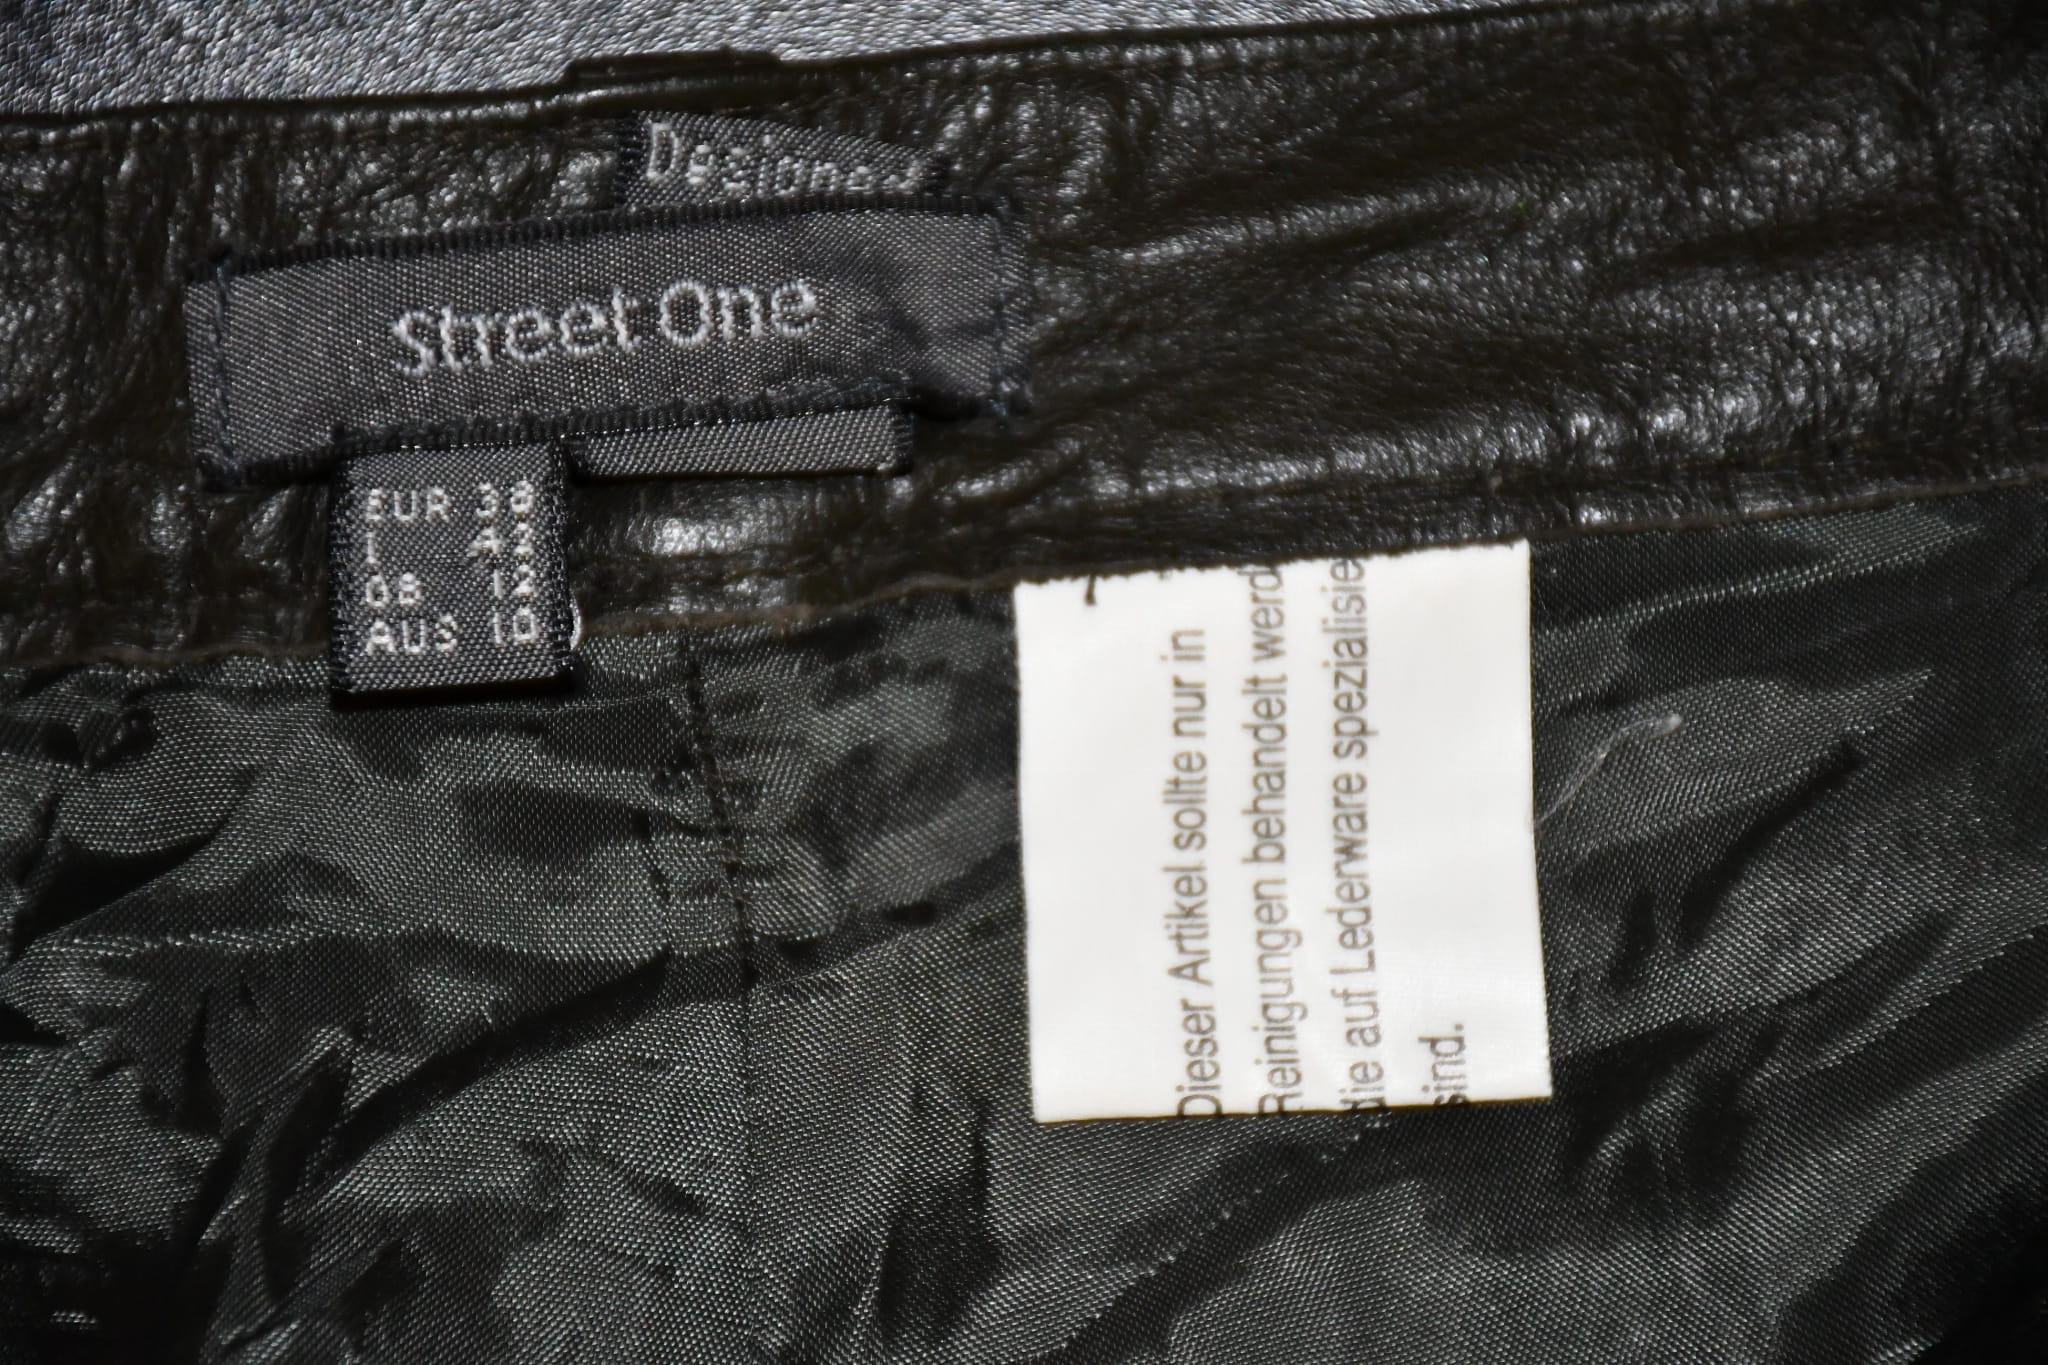 Designed
Street One
EUR 38
I 42
GB 12
AUS 10
Dieser Artikel sollte nur in
Reinigungen behandelt werd
die auf Lederware spezialisie
sind.